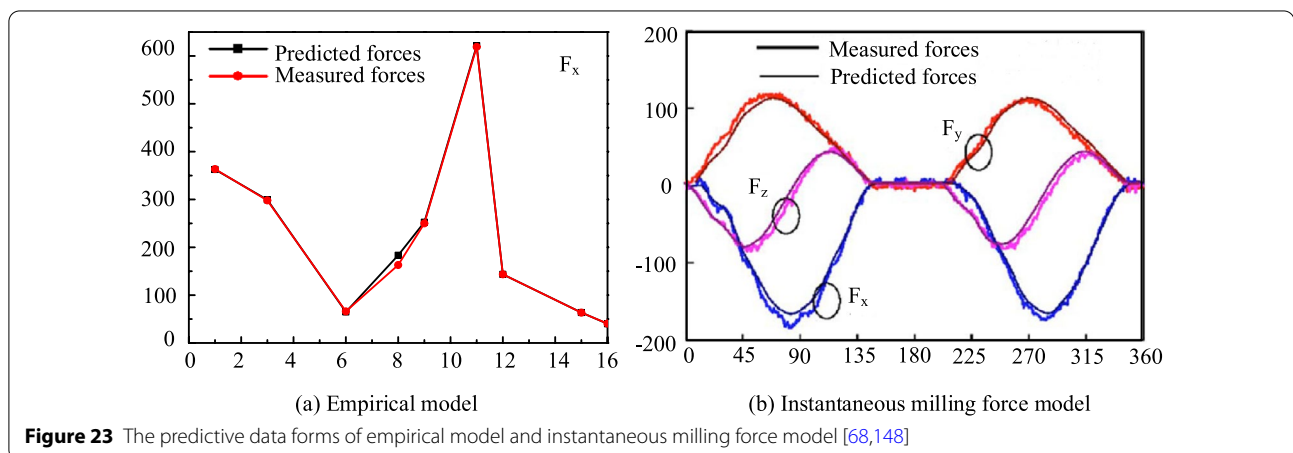 600
500
400
300
200
100
0
0 2 4 6 8 10 12 14 16
Predicted forces
Measured forces
Fx
(a) Empirical model
200
100
0
-100
-200
0 45 90 135 180 225 270 315 360
Measured forces
Predicted forces
Fy
Fz
Fx
(b) Instantaneous milling force model
Figure 23 The predictive data forms of empirical model and instantaneous milling force model [68,148]